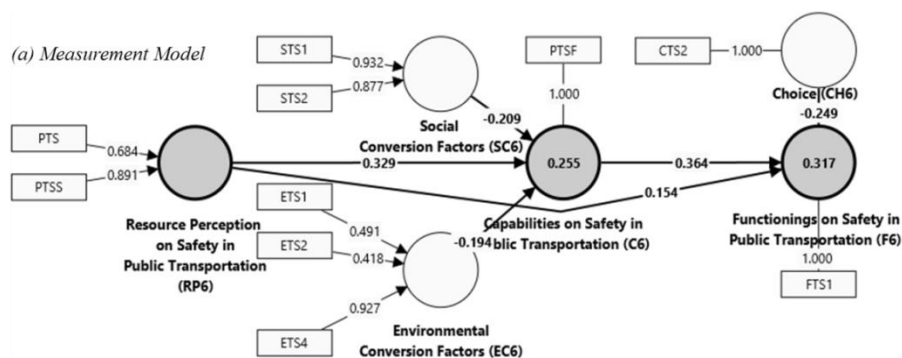 (a) Measurement Model
STS1
0.932
STS2
0.877
PTSF
1.000
CTS2
1.000
Choice (CH6)
-0.249
Social
Conversion Factors (SC6)
-0.209
PTS
0.684
PTSS
0.891
0.329
0.255
0.364
0.317
0.154
Resource Perception
on Safety in
Public Transportation
(RP6)
ETS1
0.491
ETS2
0.418
ETS4
0.927
-0.194
Capabilities on Safety in
blic Transportation (C6)
Functionings on Safety in
Public Transportation (F6)
1.000
FTS1
Environmental
Conversion Factors (EC6)